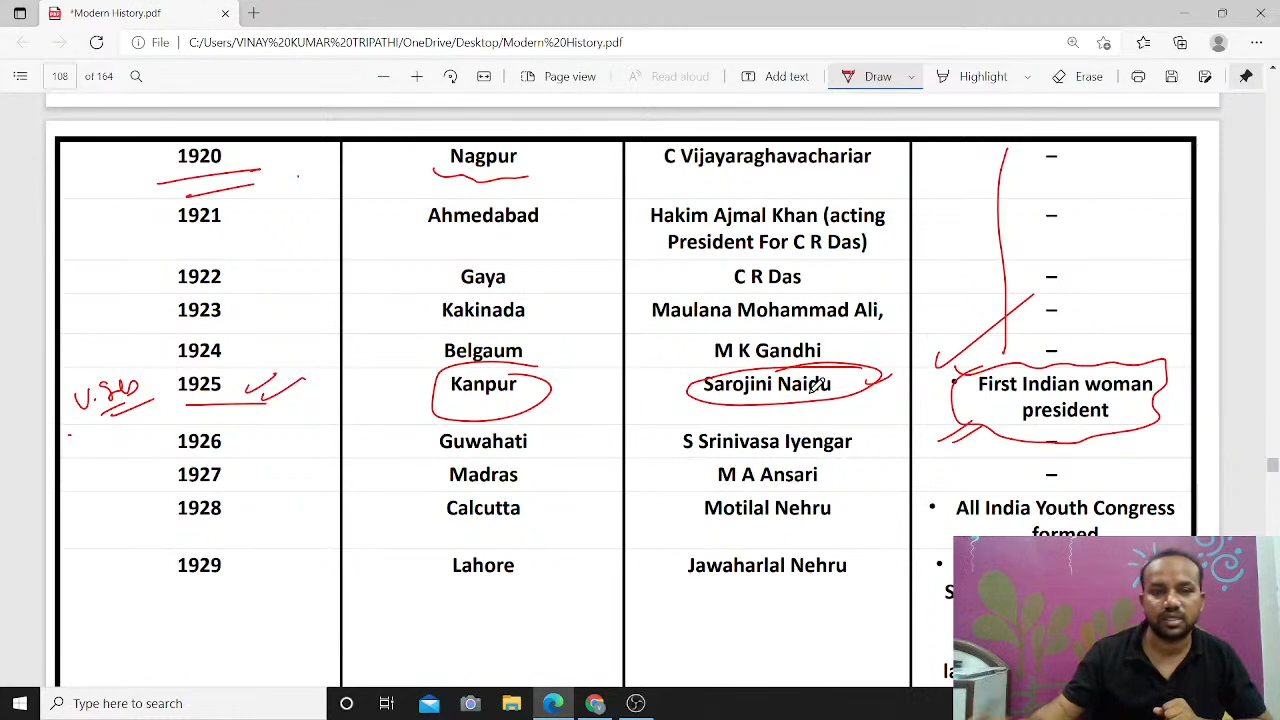 *Modern History.pdf
File C:/Users/VINAY%20KUMAR%20TRIPATHI/OneDrive/Desktop/Modern%20History.pdf
108 of 164 Page view Read aloud Add text Draw Highlight Erase
1920 Nagpur C Vijayaraghavachariar –
1921 Ahmedabad Hakim Ajmal Khan (acting –
President For C R Das)
1922 Gaya C R Das –
1923 Kakinada Maulana Mohammad Ali, –
1924 Belgaum M K Gandhi –
1925 Kanpur Sarojini Naidu • First Indian woman
president
1926 Guwahati S Srinivasa Iyengar –
1927 Madras M A Ansari –
1928 Calcutta Motilal Nehru • All India Youth Congress
formed
1929 Lahore Jawaharlal Nehru •
Type here to search